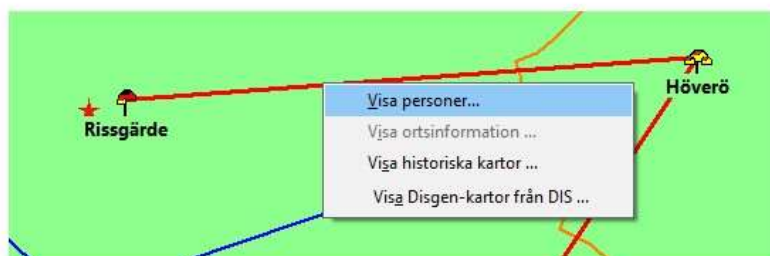 Höverö
Rissgärde
Visa personer...
Visa ortsinformation ...
Visa historiska kartor ...
Visa Disgen-kartor från DIS ...